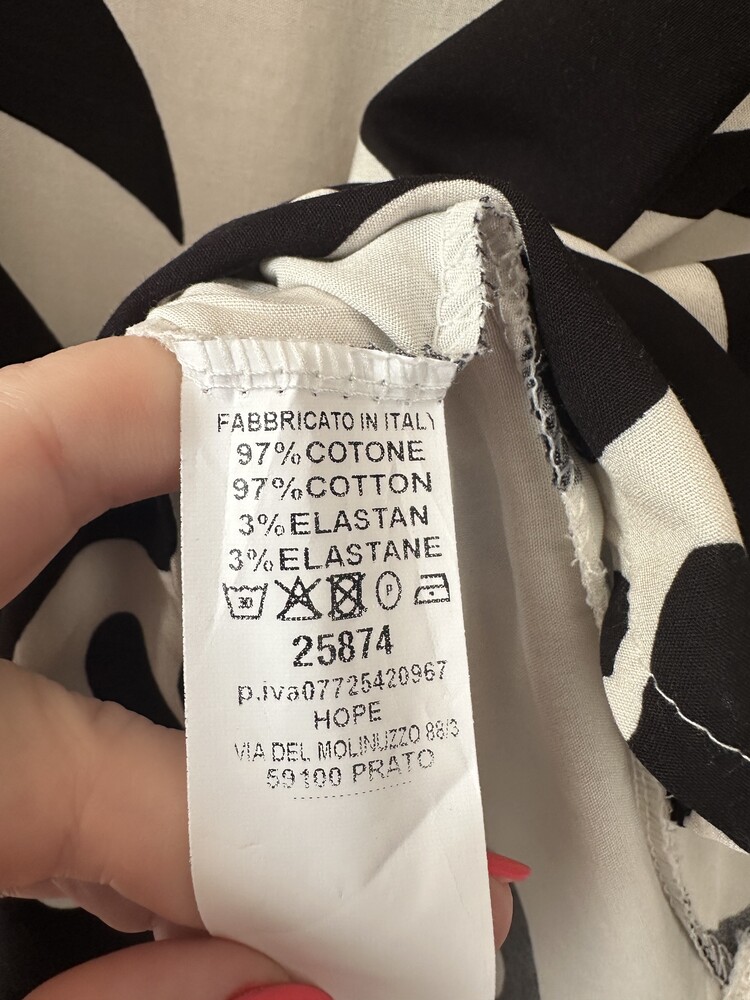 FABBRICATO IN ITALY
97% COTONE
97% COTTON
3% ELASTAN
3% ELASTANE
30 P
25874
p.iva07725420967
HOPE
VIA DEL MOLINUZZO 88/3
59100 PRATO